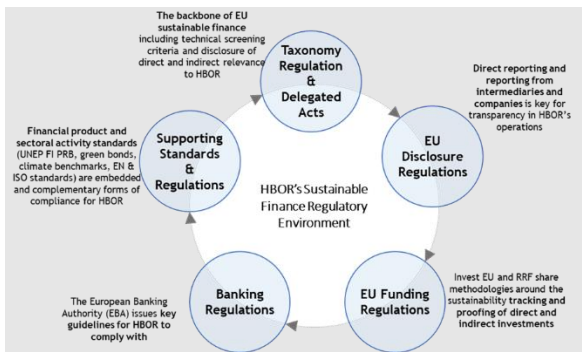 The backbone of EU
sustainable finance
including technical screening
criteria and disclosure of
direct and indirect relevance
to HBOR
Taxonomy
Regulation
&
Delegated
Acts
Direct reporting and
reporting from
intermediaries and
companies is key for
transparency in HBOR's
operations
EU
Disclosure
Regulations
Invest EU and RRF share
methodologies around the
sustainability tracking and
proofing of direct and
indirect investments
EU Funding
Regulations
Banking
Regulations
The European Banking
Authority (EBA) issues key
guidelines for HBOR to
comply with
Supporting
Standards
&
Regulations
Financial product and
sectoral activity standards
(UNEP FI PRB, green bonds,
climate benchmarks, EN &
ISO standards) are embedded
and complementary forms of
compliance for HBOR
HBOR's Sustainable
Finance Regulatory
Environment